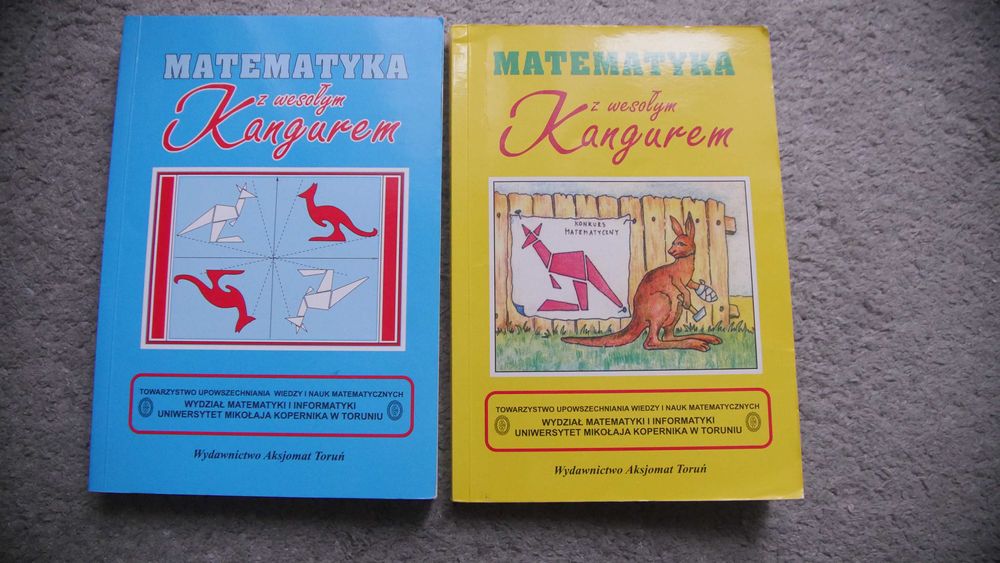 MATEMATYKA
z wesołym
Kangurem
TOWARZYSTWO UPOWSZECHNIANIA WIEDZY I NAUK MATEMATYCZNYCH
WYDZIAŁ MATEMATYKI I INFORMATYKI
UNIWERSYTET MIKOŁAJA KOPERNIKA W TORUNIU
Wydawnictwo Aksjomat Toruń
MATEMATYKA
z wesołym
Kangurem
KONKURS
MATEMATYCZNY
TOWARZYSTWO UPOWSZECHNIANIA WIEDZY I NAUK MATEMATYCZNYCH
WYDZIAŁ MATEMATYKI I INFORMATYKI
UNIWERSYTET MIKOŁAJA KOPERNIKA W TORUNIU
Wydawnictwo Aksjomat Toruń